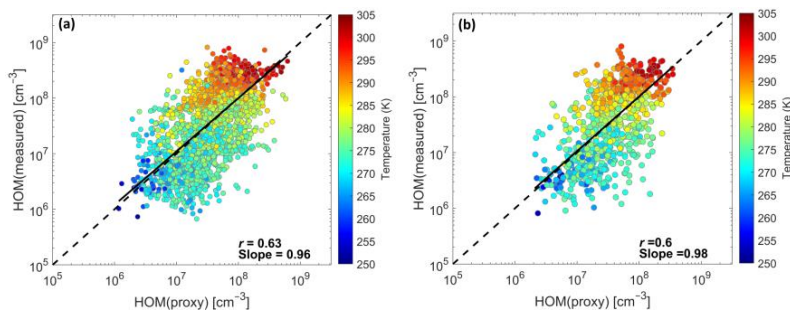 (a)
HOM(measured) [cm⁻³]
10⁹
10⁸
10⁷
10⁶
10⁵
10⁵ 10⁶ 10⁷ 10⁸ 10⁹
HOM(proxy) [cm⁻³]
r = 0.63
Slope = 0.96
305
300
295
290
285
280
275
270
265
260
255
250
Temperature (K)
(b)
HOM(measured) [cm⁻³]
10⁹
10⁸
10⁷
10⁶
10⁵
10⁵ 10⁶ 10⁷ 10⁸ 10⁹
HOM(proxy) [cm⁻³]
r =0.6
Slope =0.98
305
300
295
290
285
280
275
270
265
260
255
250
Temperature (K)